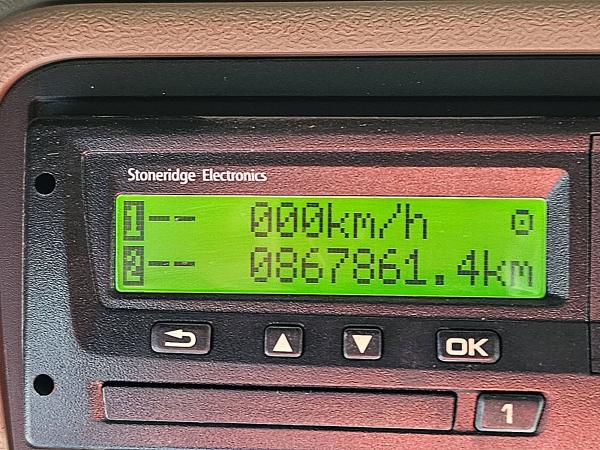 Stoneridge Electronics
1-- 000km/h
2-- 0867861.4km
OK
1